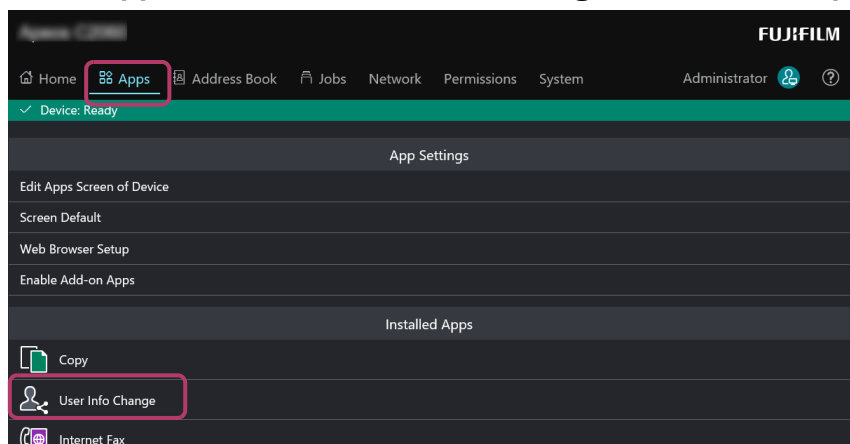 FUJIFILM
Home Apps Address Book Jobs Network Permissions System Administrator
Device: Ready
App Settings
Edit Apps Screen of Device
Screen Default
Web Browser Setup
Enable Add-on Apps
Installed Apps
Copy
User Info Change
Internet Fax